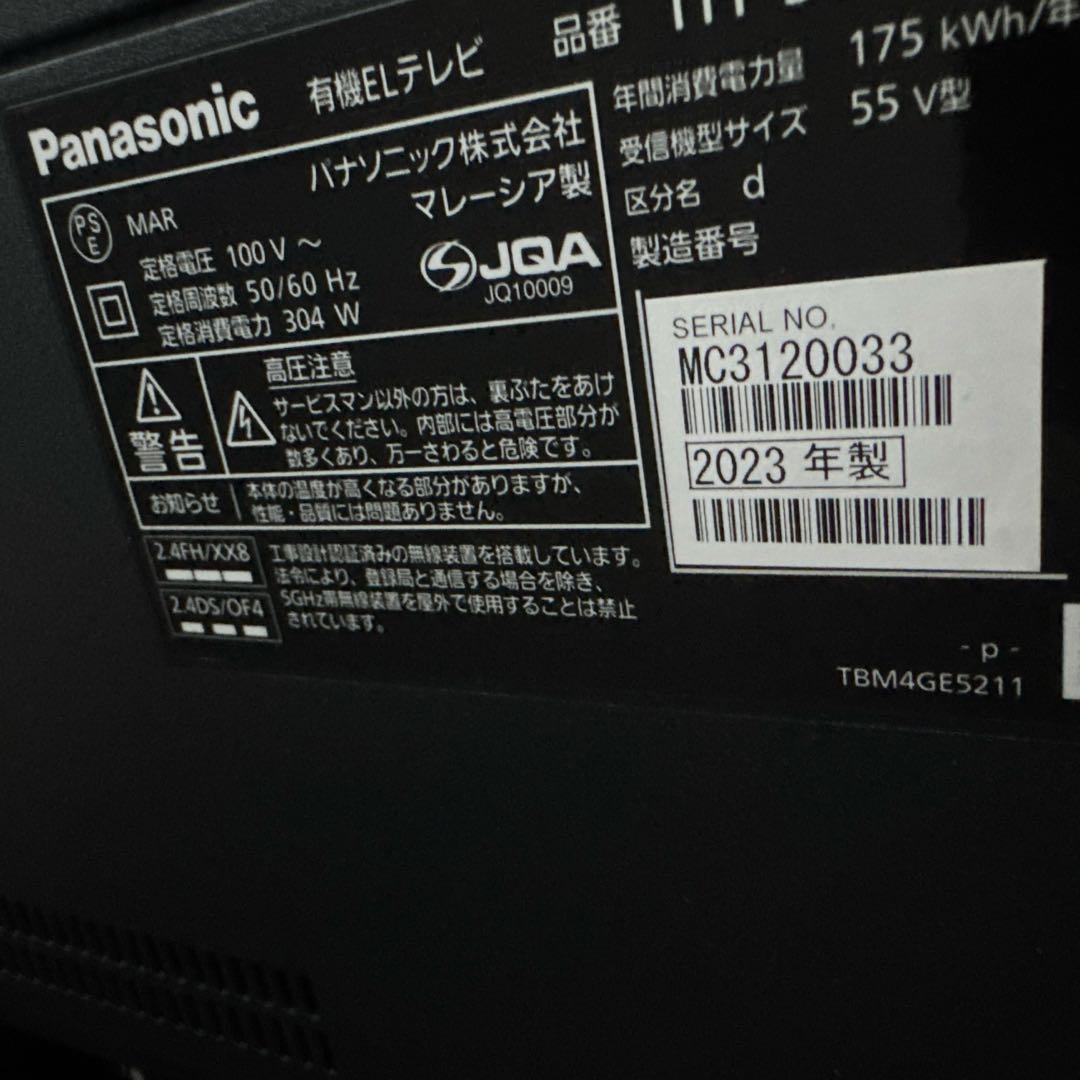 Panasonic
有機ELテレビ
品番
パナソニック株式会社
マレーシア製
PS
E
MAR
定格電圧 100 V ～
定格周波数 50/60 Hz
定格消費電力 304 W
JQA
JQ10009
年間消費電力量 175 kWh/年
受信機型サイズ 55 V型
区分名 d
製造番号
SERIAL NO.
MC3120033
2023 年製
警告
高圧注意
サービスマン以外の方は、裏ぶたをあけ
ないでください。内部には高電圧部分が
数多くあり、万一さわると危険です。
お知らせ
本体の温度が高くなる部分がありますが、
性能・品質には問題ありません。
2.4FH/XX8
2.4DS/OF4
工事設計認証済みの無線装置を搭載しています。
法令により、登録局と通信する場合を除き、
5GHz帯無線装置を屋外で使用することは禁止
されています。
- p -
TBM4GE5211